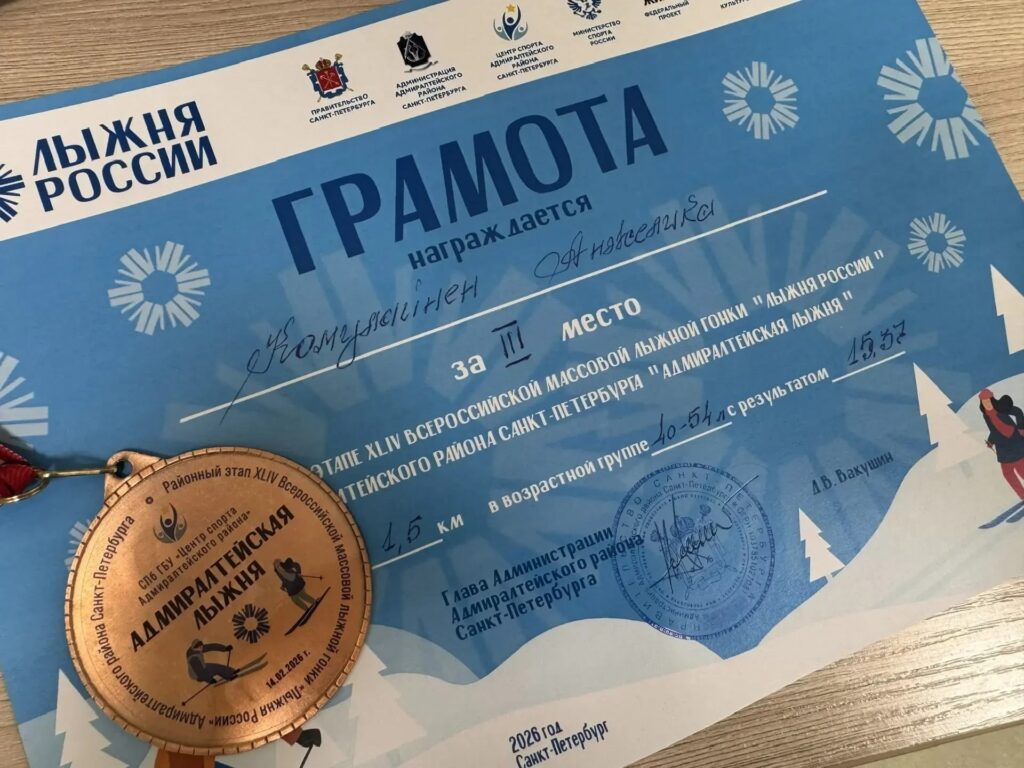 ПРАВИТЕЛЬСТВО
САНКТ-ПЕТЕРБУРГА
АДМИНИСТРАЦИЯ
АДМИРАЛТЕЙСКОГО
РАЙОНА
САНКТ-ПЕТЕРБУРГА
ЦЕНТР СПОРТА
АДМИРАЛТЕЙСКОГО
РАЙОНА
САНКТ-ПЕТЕРБУРГА
МИНИСТЕРСТВО
СПОРТА
РОССИИ
ФЕДЕРАЛЬНЫЙ
ПРОЕКТ
ЛЫЖНЯ
РОССИИ
ГРАМОТА
награждается
Анжелика
за III место
ЭТАПЕ XLIV ВСЕРОССИЙСКОЙ МАССОВОЙ ЛЫЖНОЙ ГОНКИ "ЛЫЖНЯ РОССИИ"
ТЕЙСКОГО РАЙОНА САНКТ-ПЕТЕРБУРГА "АДМИРАЛТЕЙСКАЯ ЛЫЖНЯ"
1,5 км в возрастной группе 40-54 л с результатом 15,37
Глава Администрации
Адмиралтейского района
Санкт-Петербурга
Д.В. Вакушин
2026 год
Санкт-Петербург
Районный этап XLIV Всероссийской массовой лыжной гонки «Лыжня России» Адмиралтейского района Санкт-Петербурга
СПб ГБУ «Центр спорта
Адмиралтейского района»
АДМИРАЛТЕЙСКАЯ
ЛЫЖНЯ
14.02.2026 г.